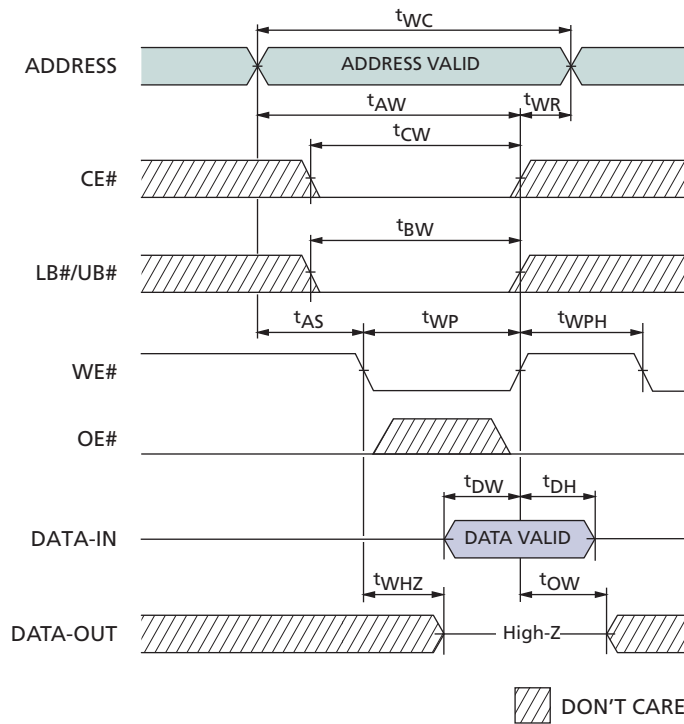 tWC
ADDRESS
ADDRESS VALID
tAW
tWR
tCW
CE#
tBW
LB#/UB#
tAS
tWP
tWPH
WE#
OE#
tDW
tDH
DATA-IN
DATA VALID
tWHZ
tOW
DATA-OUT
High-Z
DON'T CARE